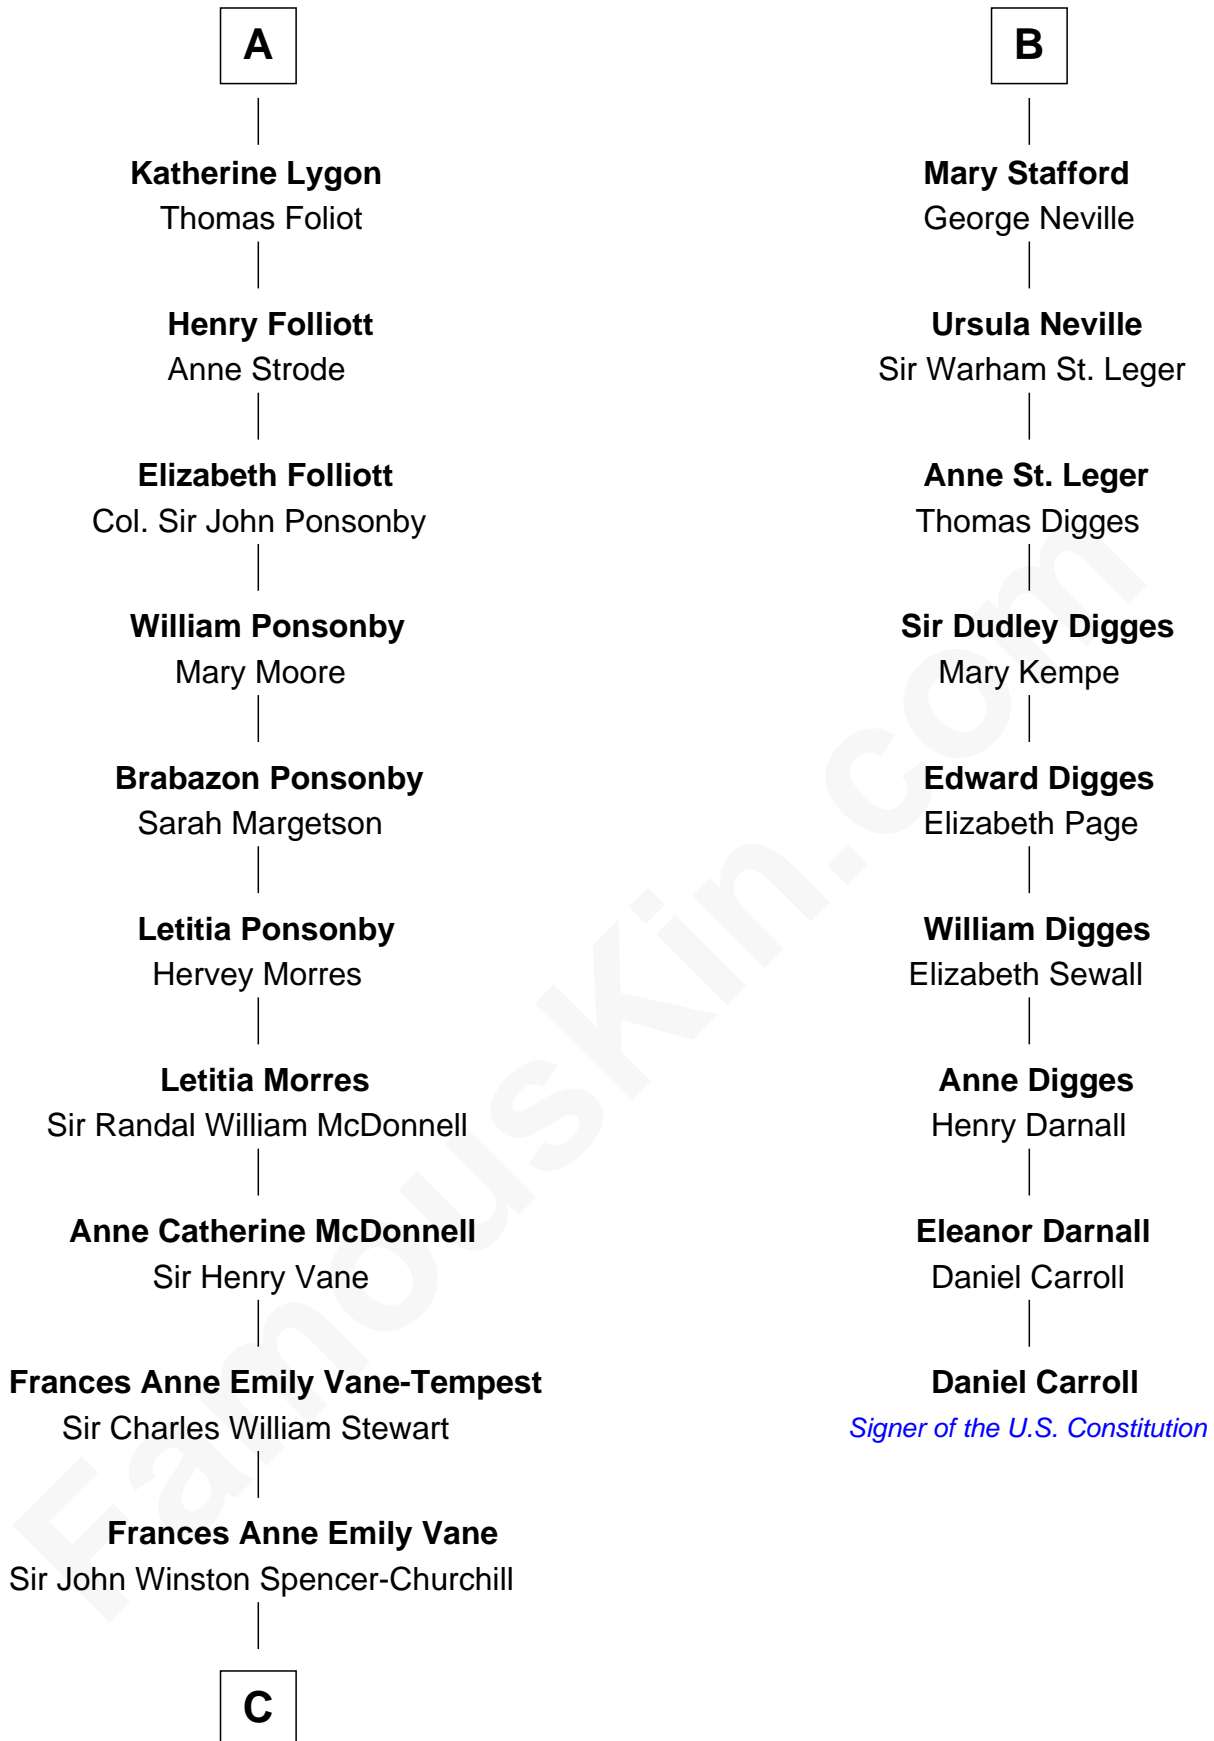 A
Katherine Lygon
Thomas Foliot
Henry Folliott
Anne Strode
Elizabeth Folliott
Col. Sir John Ponsonby
William Ponsonby
Mary Moore
Brabazon Ponsonby
Sarah Margetson
Letitia Ponsonby
Hervey Morres
Letitia Morres
Sir Randal William McDonnell
Anne Catherine McDonnell
Sir Henry Vane
Frances Anne Emily Vane-Tempest
Sir Charles William Stewart
Frances Anne Emily Vane
Sir John Winston Spencer-Churchill
C
B
Mary Stafford
George Neville
Ursula Neville
Sir Warham St. Leger
Anne St. Leger
Thomas Digges
Sir Dudley Digges
Mary Kempe
Edward Digges
Elizabeth Page
William Digges
Elizabeth Sewall
Anne Digges
Henry Darnall
Eleanor Darnall
Daniel Carroll
Daniel Carroll
Signer of the U.S. Constitution
FamousKin.com